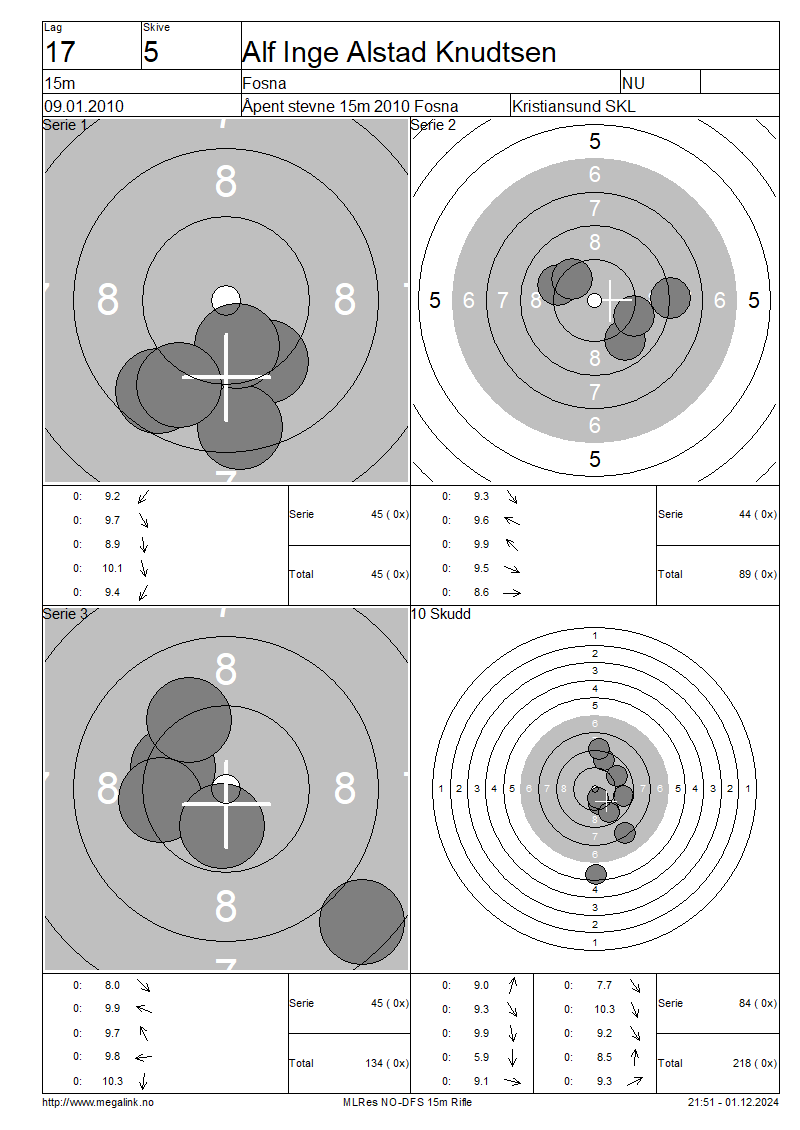 Lag Skive
17 5 Alf Inge Alstad Knudtsen
15m Fosna NU
09.01.2010 Åpent stevne 15m 2010 Fosna Kristiansund SKL
Serie 1
7
8
8 8
7
0: 9.2
0: 9.7
0: 8.9
0: 10.1
0: 9.4
Serie 45 ( 0x)
Total 45 ( 0x)
Serie 2
5
6
7
8
5 6 7 8 6 5
8
7
6
5
0: 9.3
0: 9.6
0: 9.9
0: 9.5
0: 8.6
Serie 44 ( 0x)
Total 89 ( 0x)
Serie 3
7
8
8 8
8
7
0: 8.0
0: 9.9
0: 9.7
0: 9.8
0: 10.3
Serie 45 ( 0x)
Total 134 ( 0x)
10 Skudd
1
2
3
4
5
6
1 2 3 4 5 6 7 8 7 6 5 4 3 2 1
8
7
6
4
3
2
1
0: 9.0 0: 7.7
0: 9.3 0: 10.3
0: 9.9 0: 9.2
0: 5.9 0: 8.5
0: 9.1 0: 9.3
Serie 84 ( 0x)
Total 218 ( 0x)
http://www.megalink.no MLRes NO-DFS 15m Rifle 21:51 - 01.12.2024